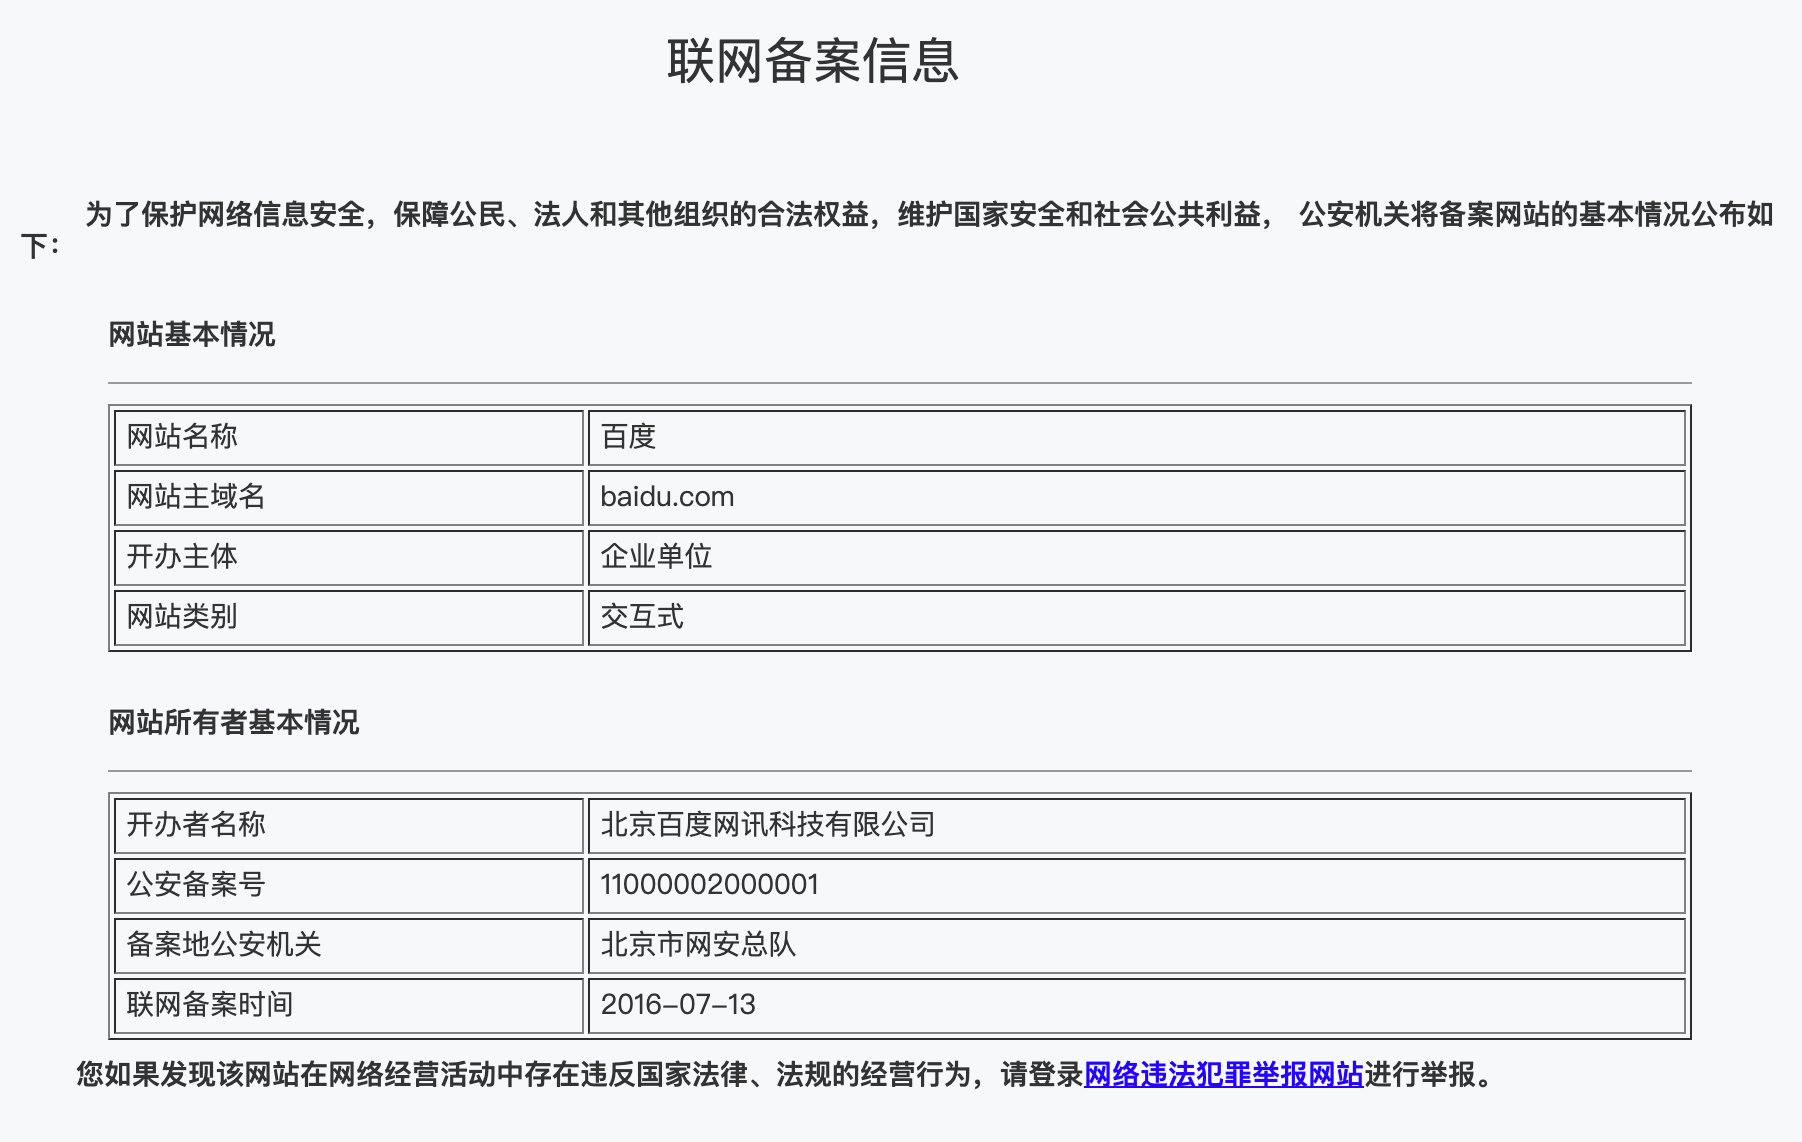 联网备案信息
为了保护网络信息安全，保障公民、法人和其他组织的合法权益，维护国家安全和社会公共利益， 公安机关将备案网站的基本情况公布如
下：
网站基本情况
网站名称 百度
网站主域名 baidu.com
开办主体 企业单位
网站类别 交互式
网站所有者基本情况
开办者名称 北京百度网讯科技有限公司
公安备案号 11000002000001
备案地公安机关 北京市网安总队
联网备案时间 2016-07-13
您如果发现该网站在网络经营活动中存在违反国家法律、法规的经营行为，请登录网络违法犯罪举报网站进行举报。